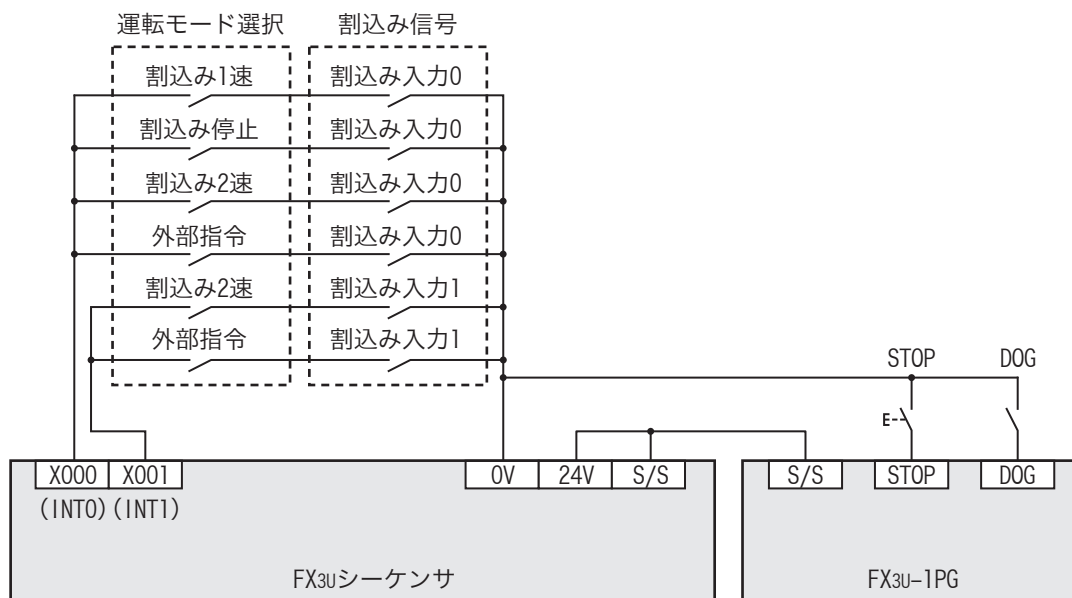 運転モード選択 割込み信号
割込み1速 割込み入力0
割込み停止 割込み入力0
割込み2速 割込み入力0
外部指令 割込み入力0
割込み2速 割込み入力1
外部指令 割込み入力1
STOP DOG
E
X000 X001 0V 24V S/S S/S STOP DOG
(INT0) (INT1)
FX3Uシーケンサ FX3U-1PG